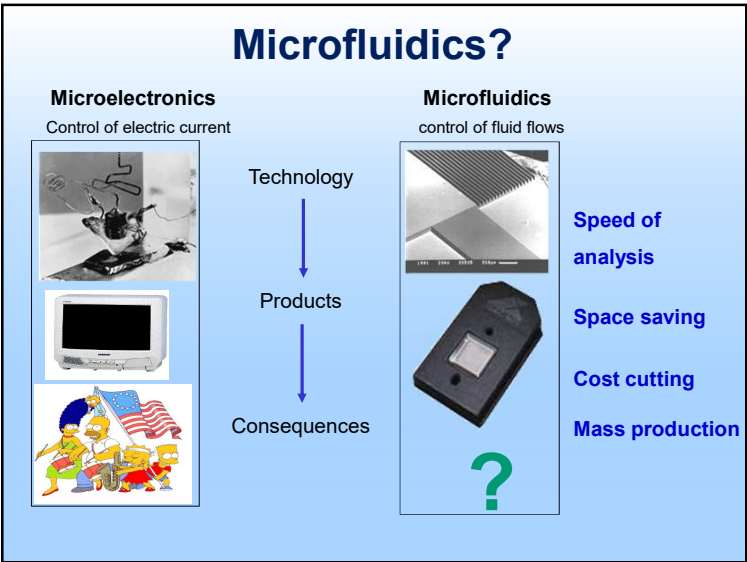 Microfluidics?
Microelectronics
Control of electric current
Microfluidics
control of fluid flows
Technology
Products
Consequences
Speed of
analysis
Space saving
Cost cutting
Mass production
?